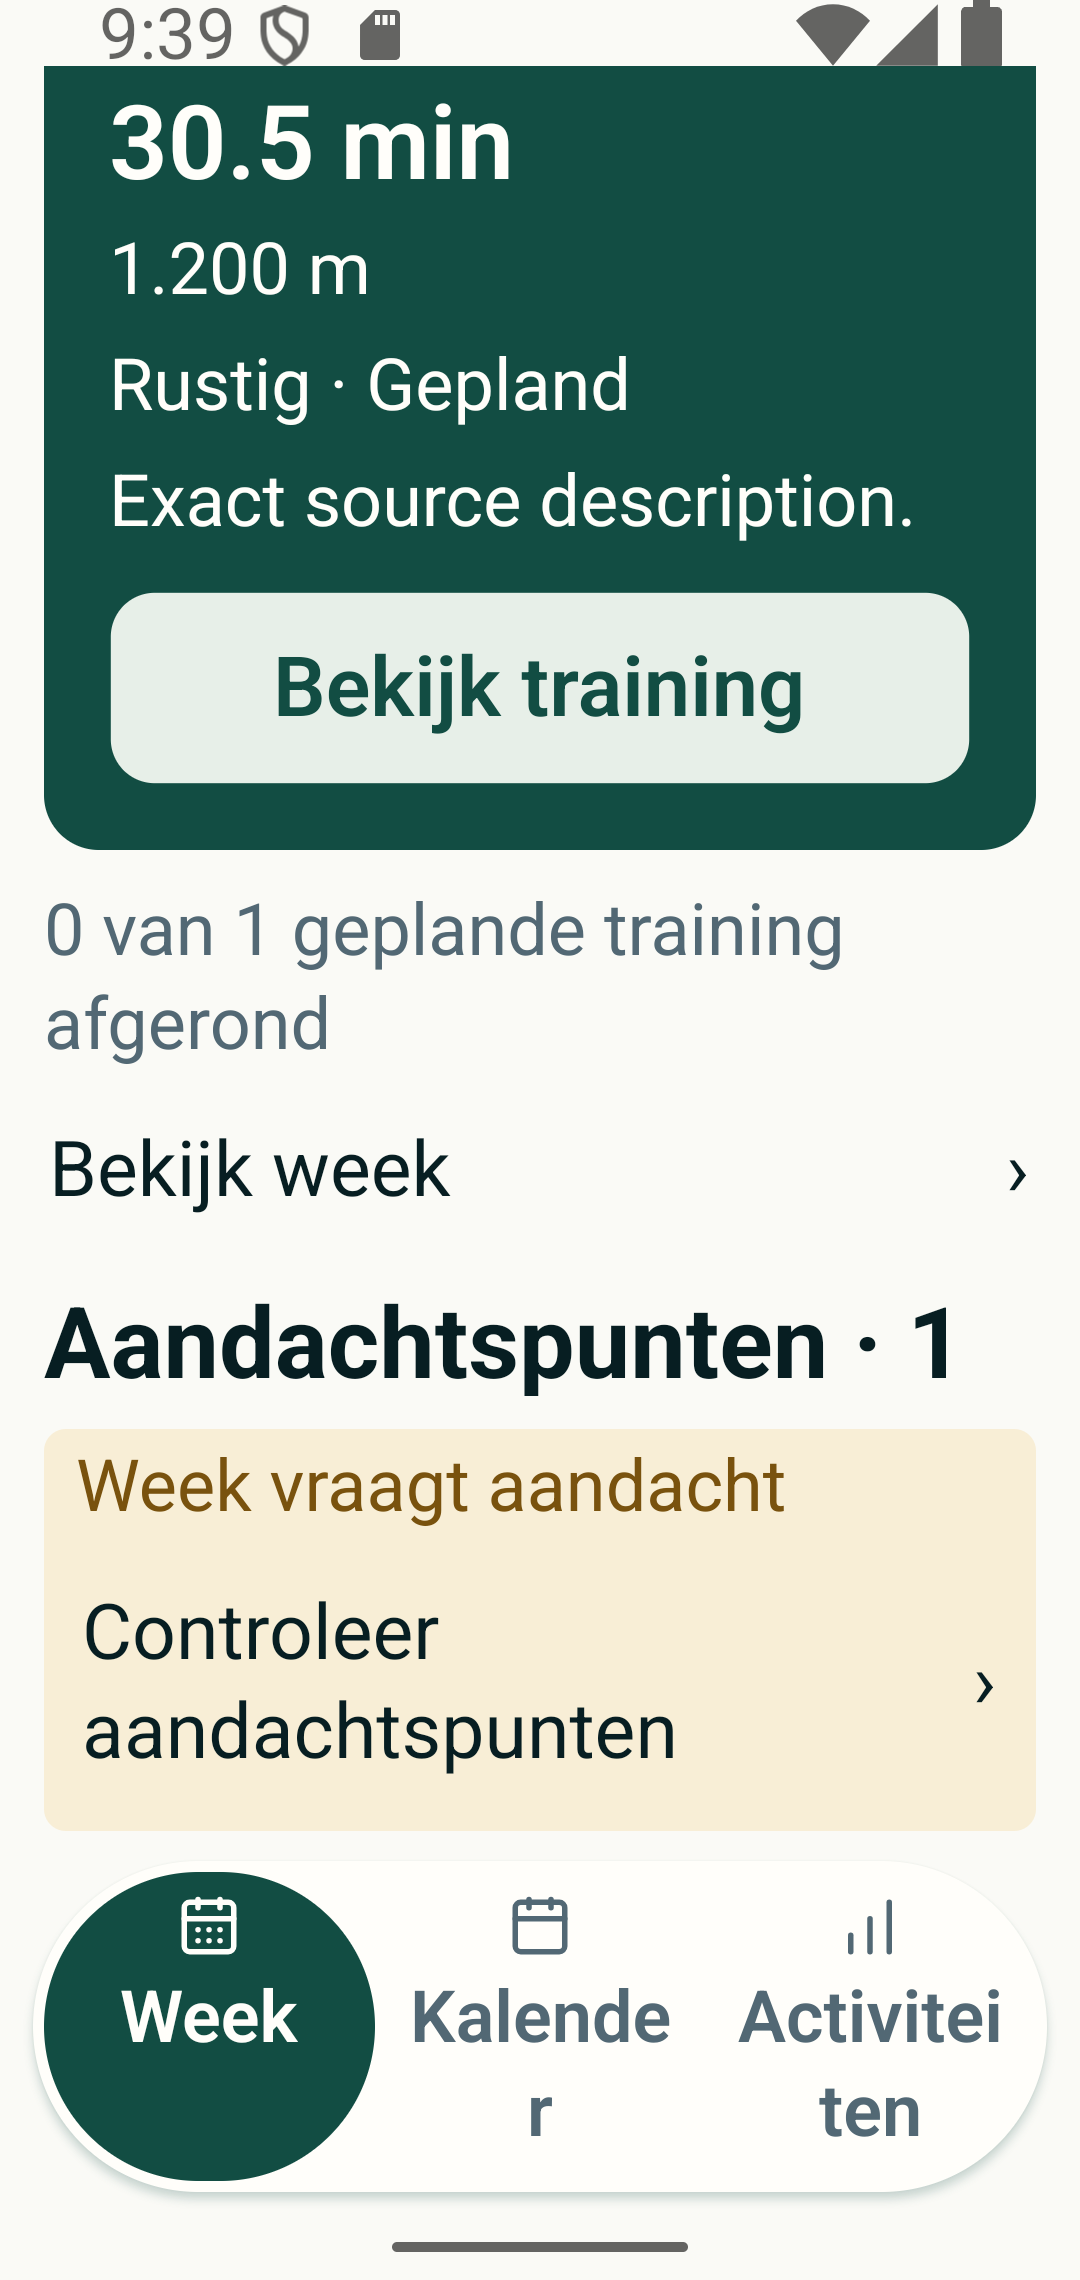 9:39
30.5 min
1.200 m
Rustig · Gepland
Exact source description.
Bekijk training
0 van 1 geplande training
afgerond
Bekijk week ›
Aandachtspunten · 1
Week vraagt aandacht
Controleer
aandachtspunten ›
Week
Kalende
r
Activitei
ten